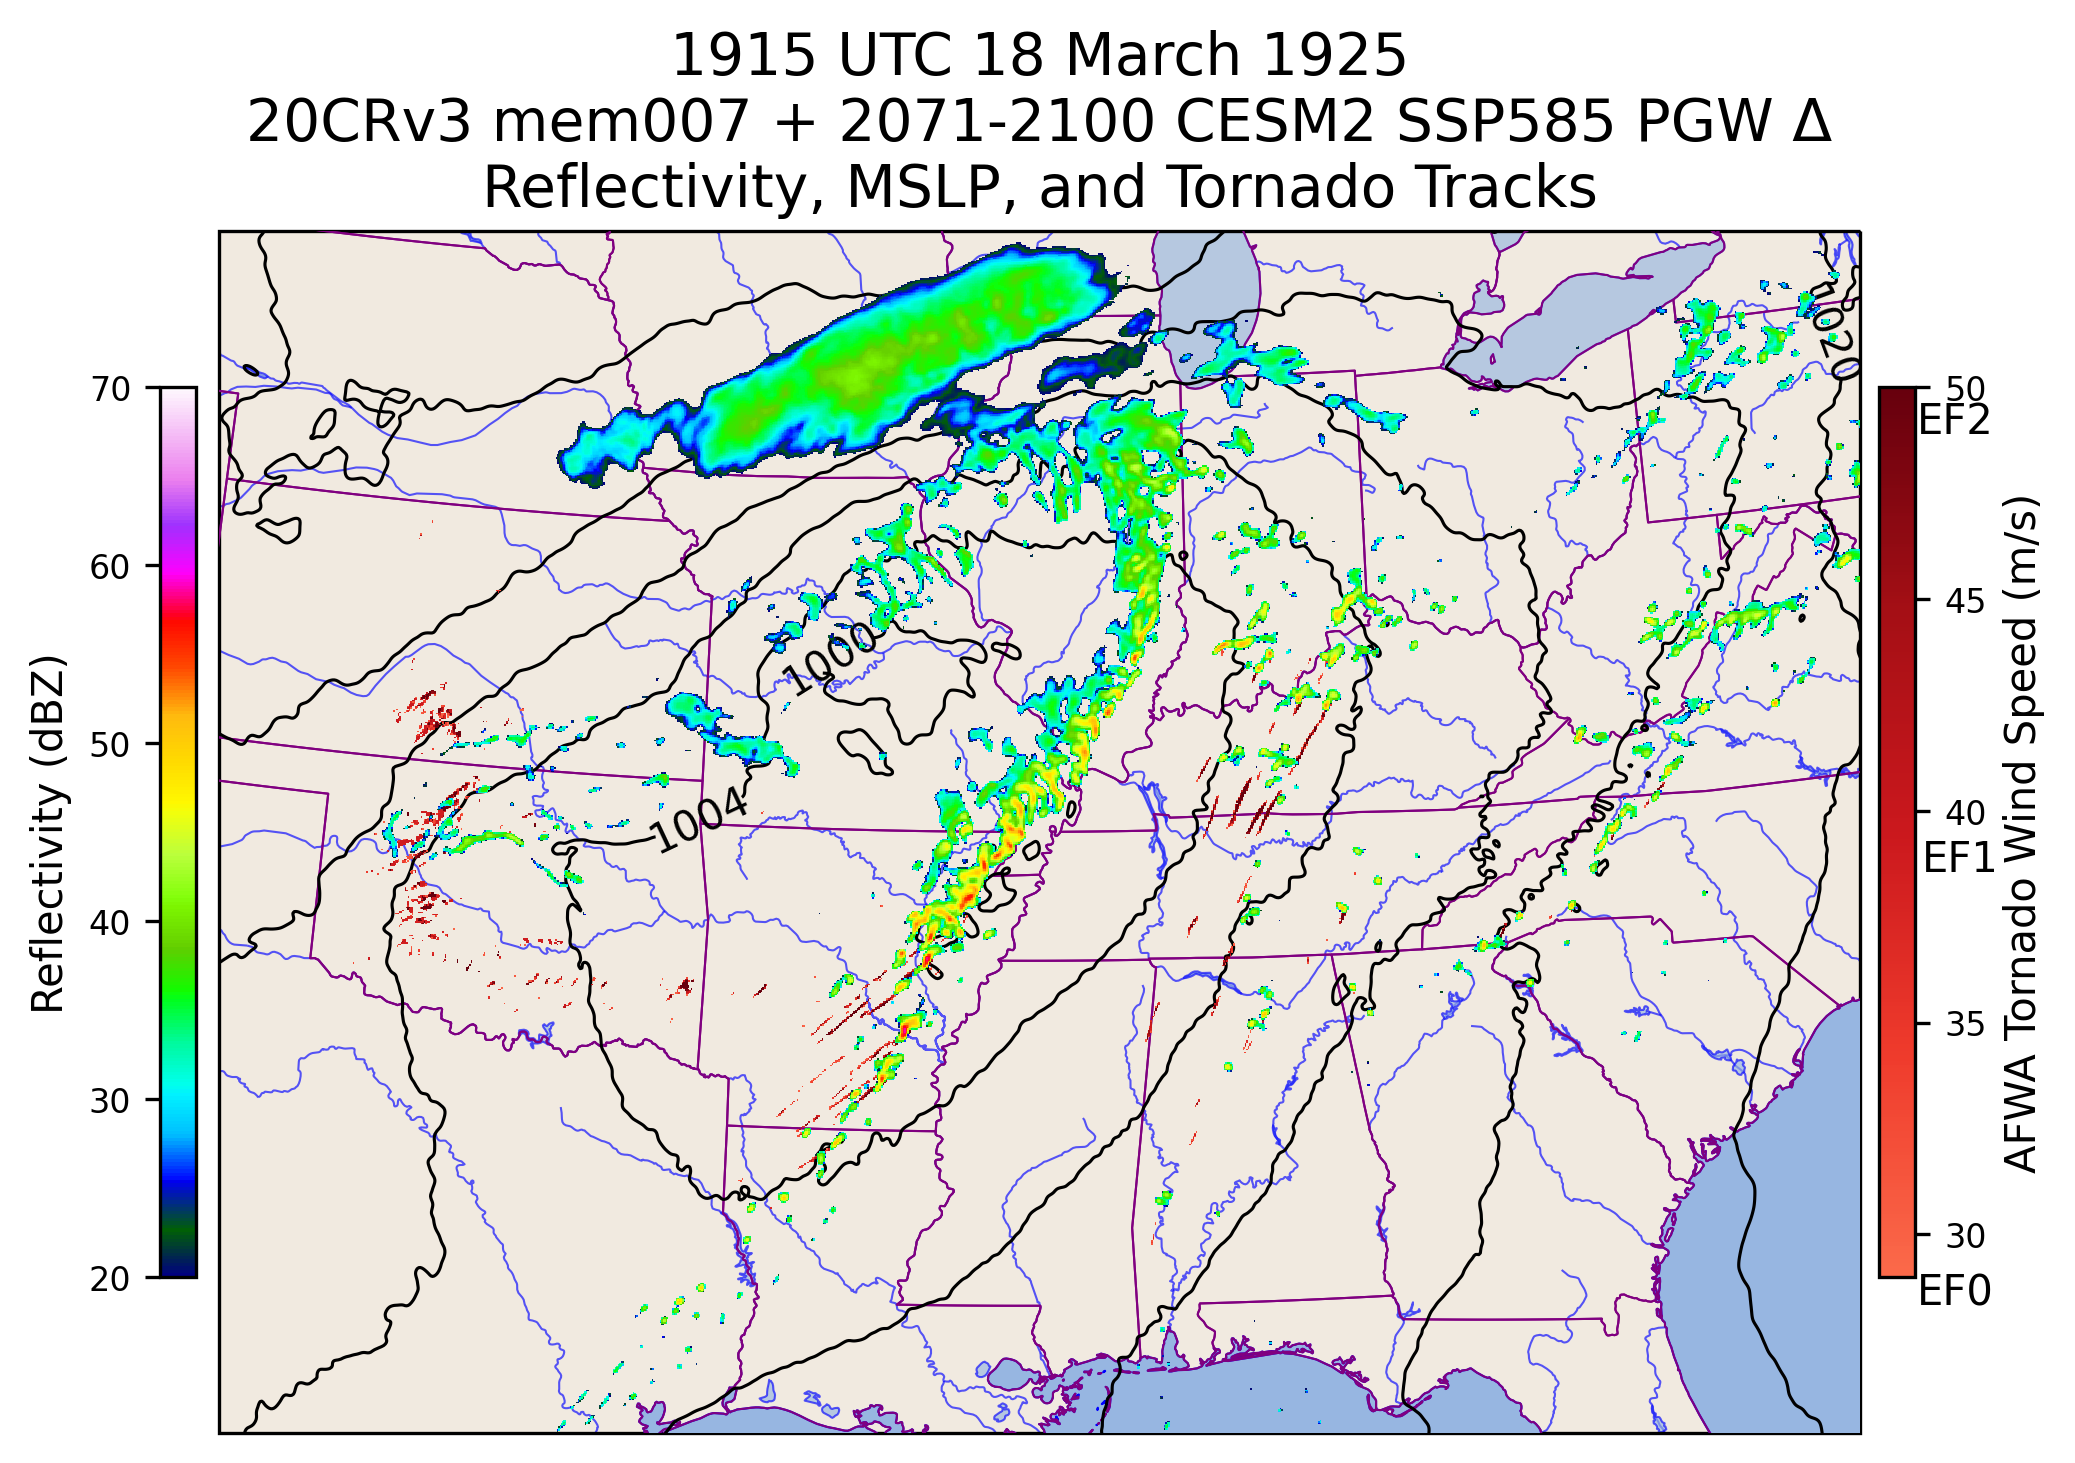 1915 UTC 18 March 1925
20CRv3 mem007 + 2071-2100 CESM2 SSP585 PGW Δ
Reflectivity, MSLP, and Tornado Tracks
Reflectivity (dBZ)
70
60
50
40
30
20
1020
1000
1004
50
EF2
45
40
EF1
35
30
EF0
AFWA Tornado Wind Speed (m/s)